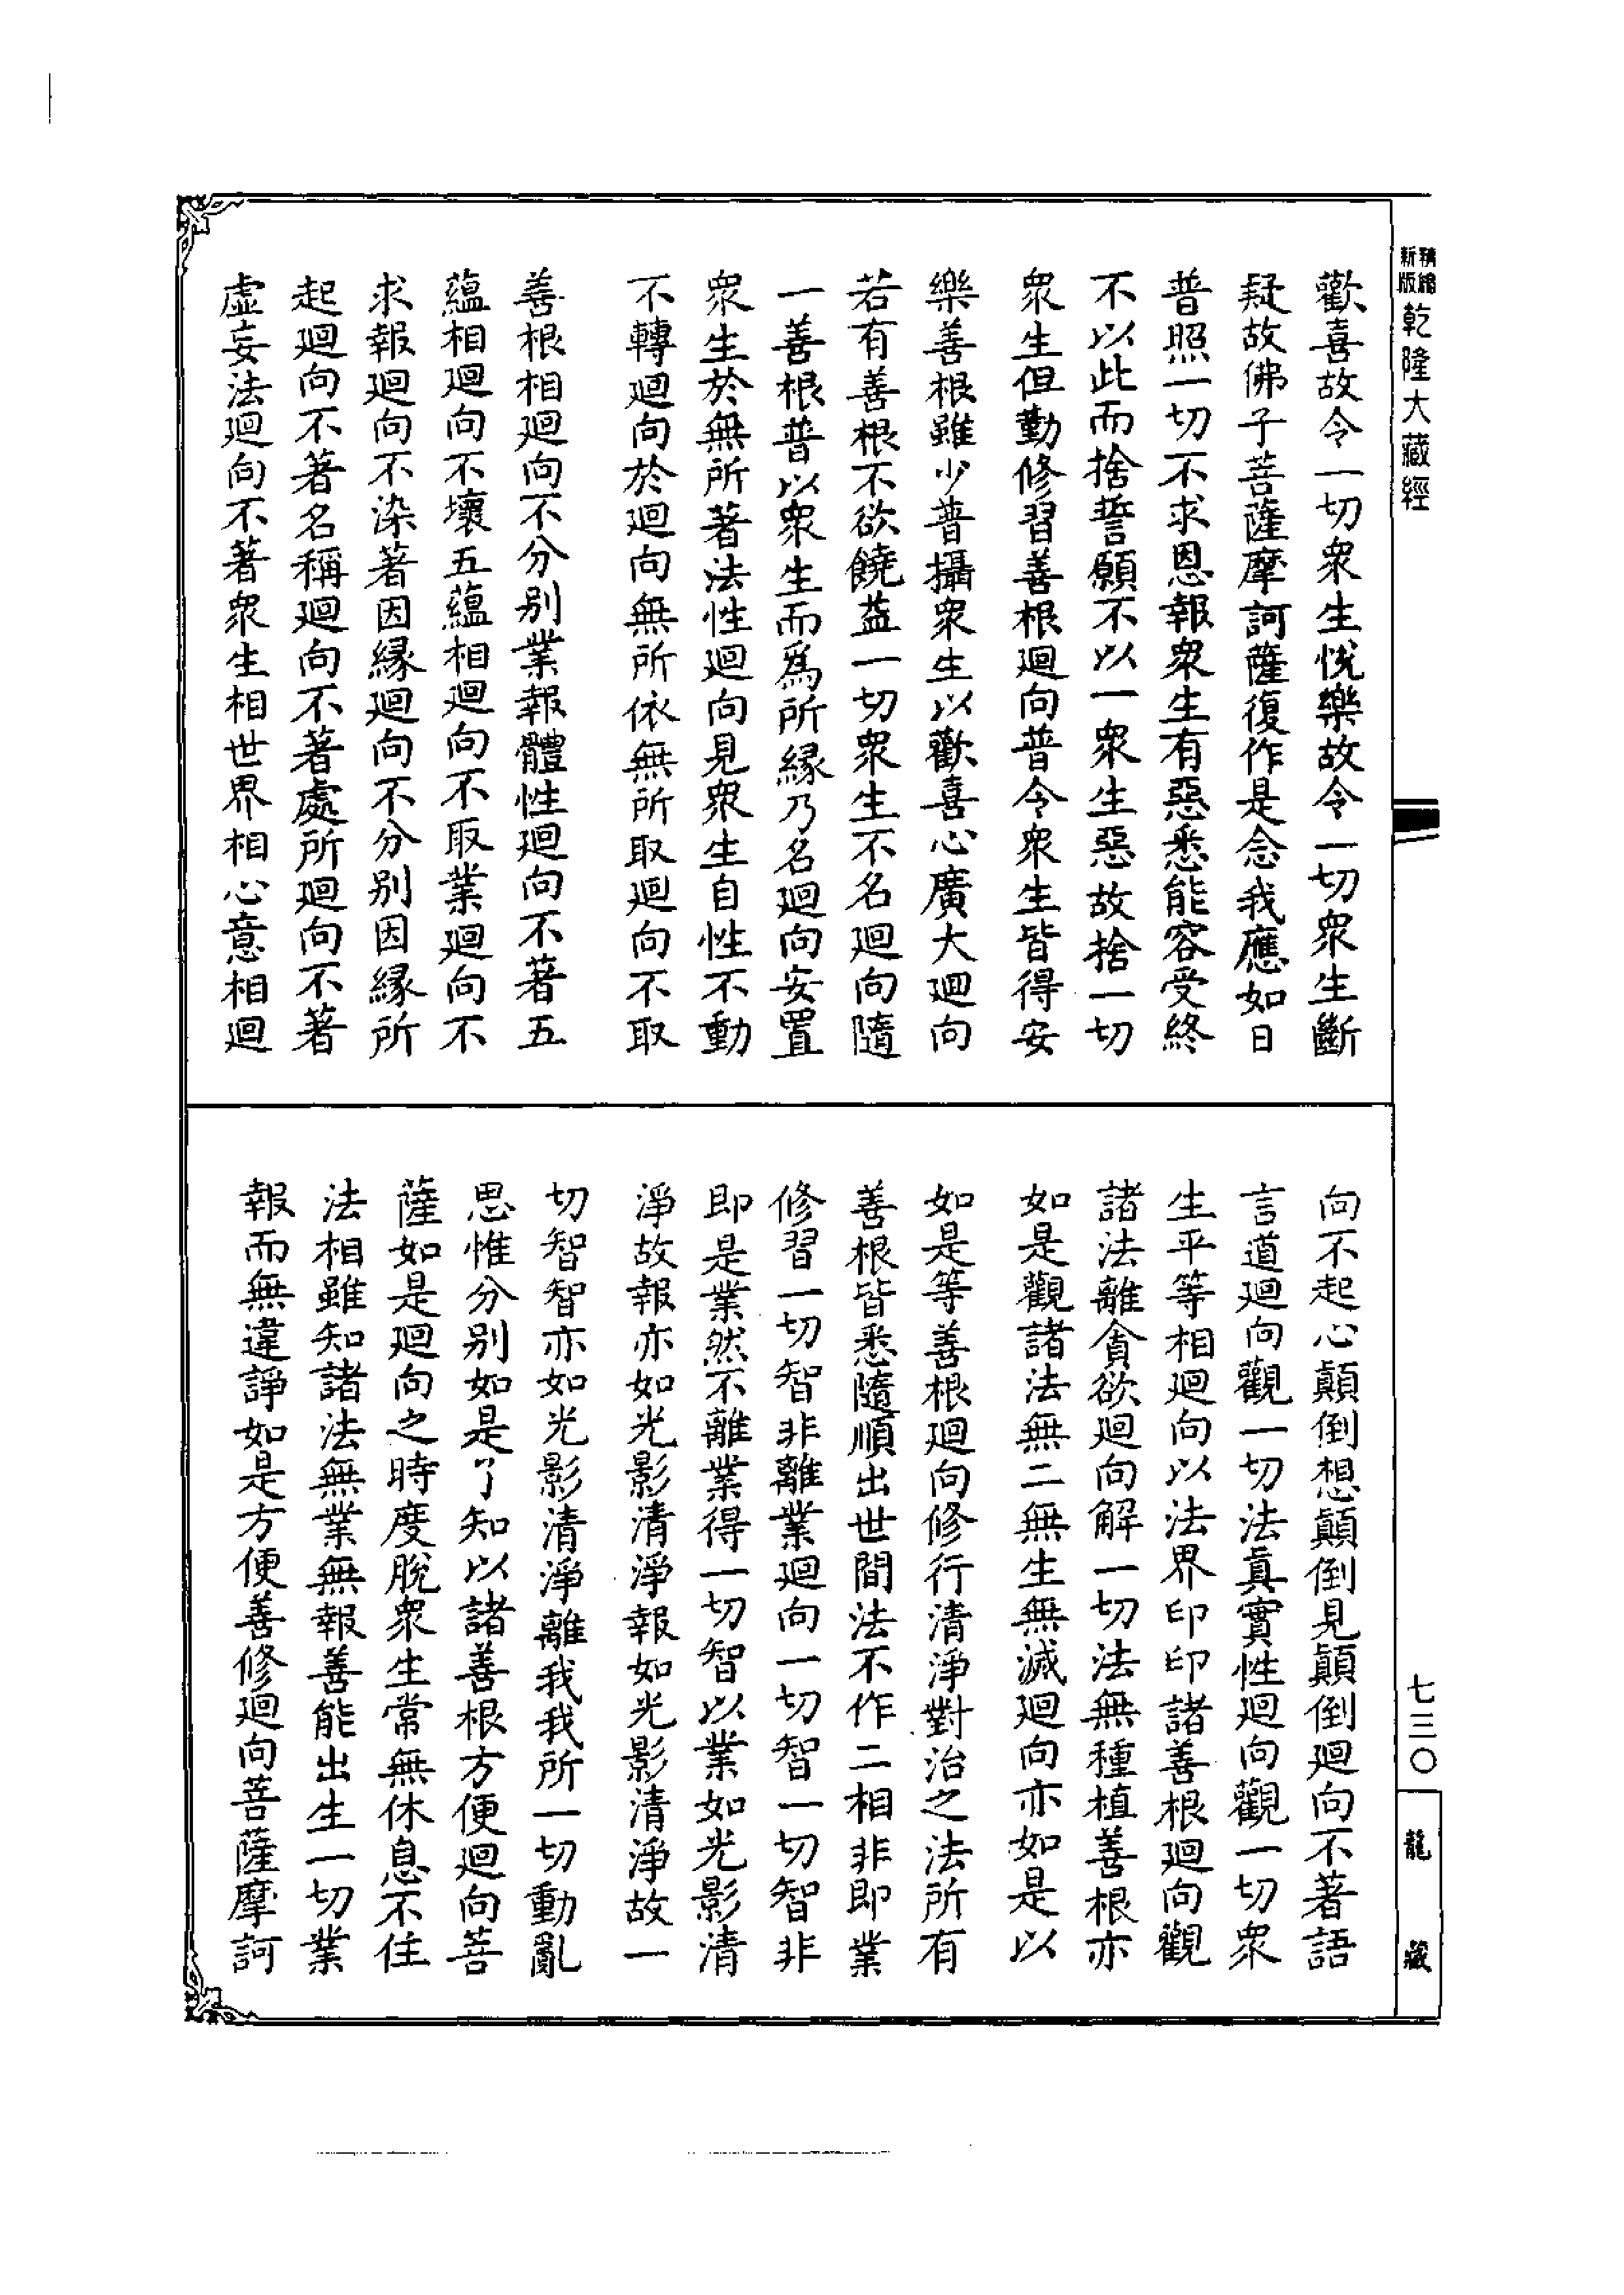 新版精縮
乾隆大藏經
歡喜故令一切衆生悅樂故令一切衆生斷
疑故佛子菩薩摩訶薩復作是念我應如日
普照一切不求恩報衆生有惡悉能容受終
不以此而捨誓願不以一衆生惡故捨一切
衆生但勤修習善根迴向普令衆生皆得安
樂善根雖少普攝衆生以歡喜心廣大迴向
若有善根不欲饒益一切衆生不名迴向隨
一善根普以衆生而爲所緣乃名迴向安置
衆生於無所著法性迴向見衆生自性不動
不轉迴向於迴向無所依無所取迴向不取
善根相迴向不分别業報體性迴向不著五
蘊相迴向不壞五蘊相迴向不取業迴向不
求報迴向不染著因緣迴向不分别因緣所
起迴向不著名稱迴向不著處所迴向不著
虛妄法迴向不著衆生相世界相心意相迴
向不起心顛倒想顛倒見顛倒迴向不著語
言道迴向觀一切法真實性迴向觀一切衆
生平等相迴向以法界印印諸善根迴向觀
諸法離貪欲迴向解一切法無種植善根亦
如是觀諸法無二無生無滅迴向亦如是以
如是等善根迴向修行清淨對治之法所有
善根皆悉隨順出世間法不作二相非即業
修習一切智非離業迴向一切智一切智非
即是業然不離業得一切智以業如光影清
淨故報亦如光影清淨報如光影清淨故一
切智智亦如光影清淨離我我所一切動亂
思惟分别如是了知以諸善根方便迴向菩
薩如是迴向之時度脫衆生常無休息不住
法相雖知諸法無業無報善能出生一切業
報而無違諍如是方便善修迴向菩薩摩訶
七三〇
龍藏